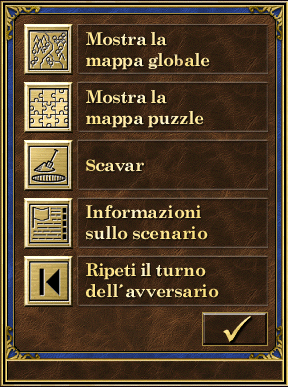 Mostra la
mappa globale
Mostra la
mappa puzzle
Scavar
Informazioni
sullo scenario
Ripeti il turno
dell´avversario